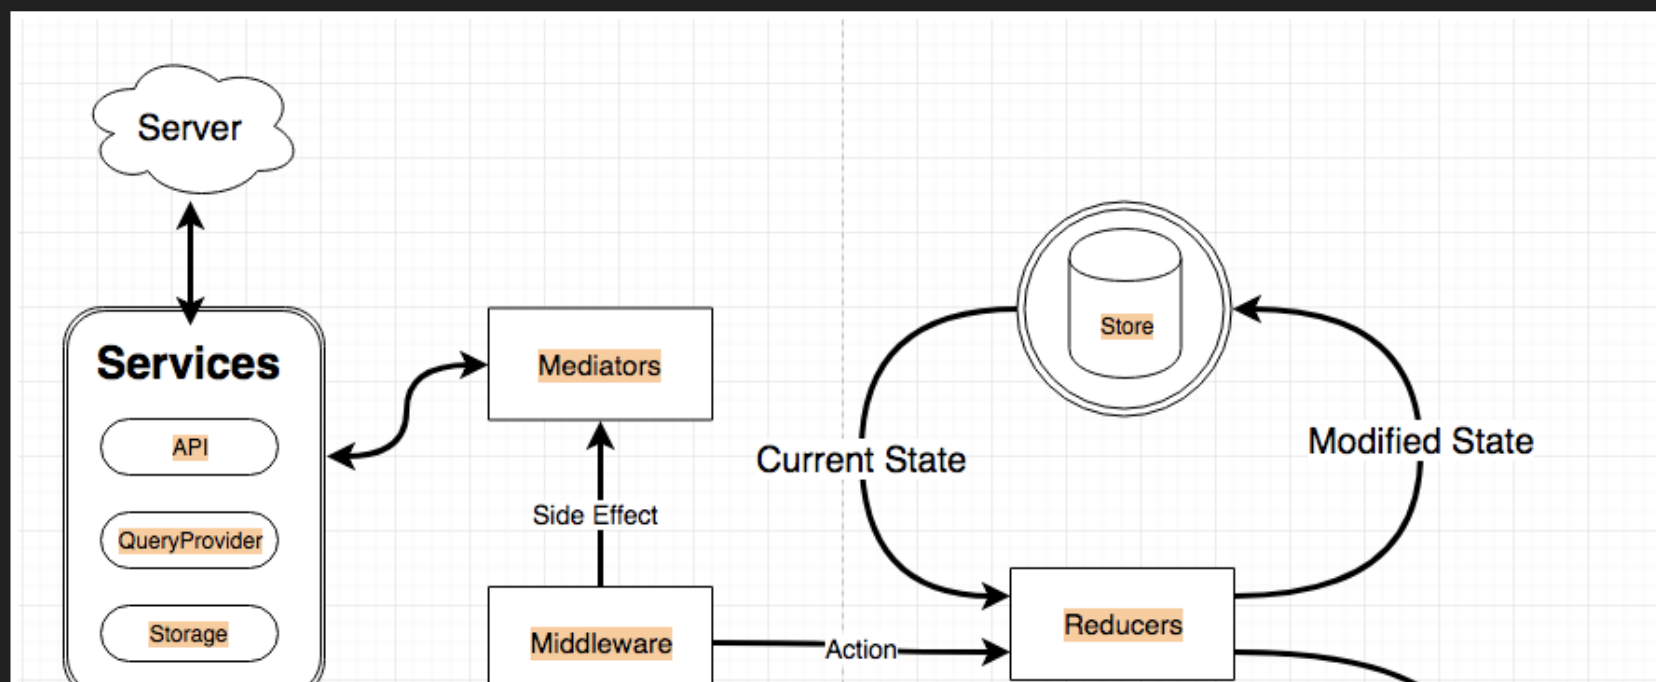 Server
Services
API
QueryProvider
Storage
Mediators
Side Effect
Middleware
Action
Store
Current State
Modified State
Reducers